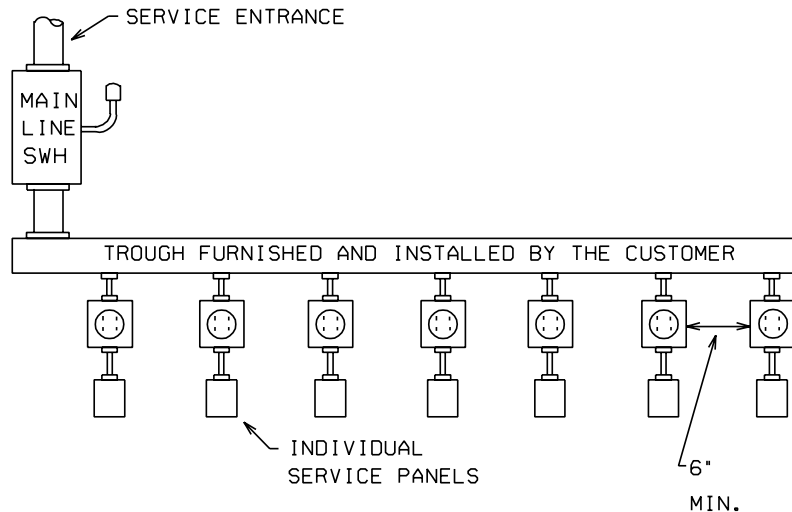 SERVICE ENTRANCE
MAIN
LINE
SWH
TROUGH FURNISHED AND INSTALLED BY THE CUSTOMER
INDIVIDUAL
SERVICE PANELS
6"
MIN.